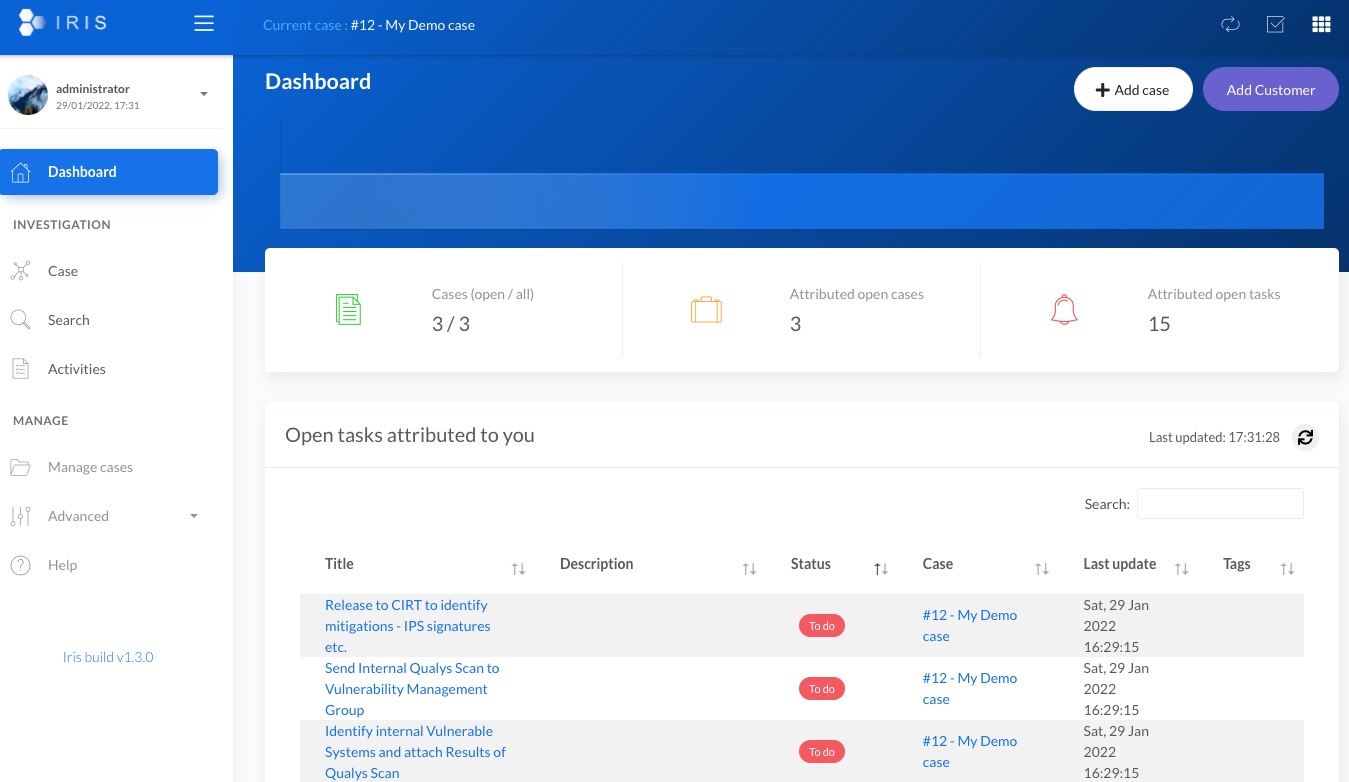 IRIS
Current case : #12 - My Demo case
administrator
29/01/2022, 17:31
Dashboard
INVESTIGATION
Case
Search
Activities
MANAGE
Manage cases
Advanced
Help
Iris build v1.3.0
Dashboard
Add case
Add Customer
Cases (open / all)
3 / 3
Attributed open cases
3
Attributed open tasks
15
Open tasks attributed to you
Last updated: 17:31:28
Search:
Title Description Status Case Last update Tags
Release to CIRT to identify
mitigations - IPS signatures
etc.
To do
#12 - My Demo
case
Sat, 29 Jan
2022
16:29:15
Send Internal Qualys Scan to
Vulnerability Management
Group
To do
#12 - My Demo
case
Sat, 29 Jan
2022
16:29:15
Identify internal Vulnerable
Systems and attach Results of
Qualys Scan
To do
#12 - My Demo
case
Sat, 29 Jan
2022
16:29:15